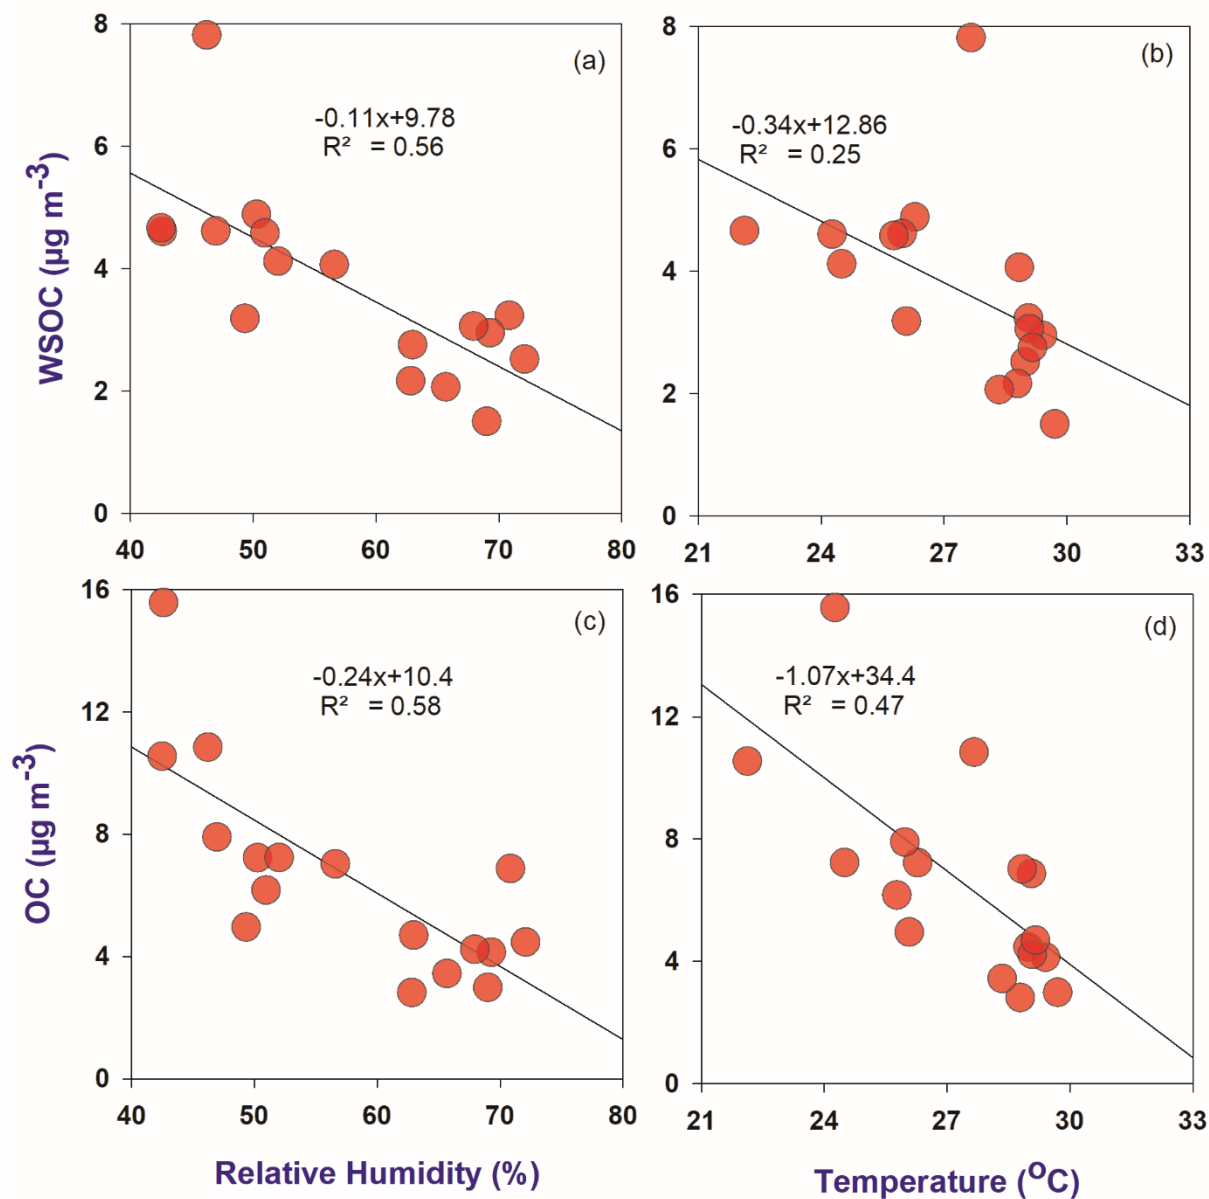 8
6
4
2
0
WSOC (µg m⁻³)
(a)
-0.11x+9.78
R² = 0.56
40 50 60 70 80
8
6
4
2
0
(b)
-0.34x+12.86
R² = 0.25
21 24 27 30 33
16
12
8
4
0
OC (µg m⁻³)
(c)
-0.24x+10.4
R² = 0.58
40 50 60 70 80
Relative Humidity (%)
16
12
8
4
0
(d)
-1.07x+34.4
R² = 0.47
21 24 27 30 33
Temperature (ᴼC)